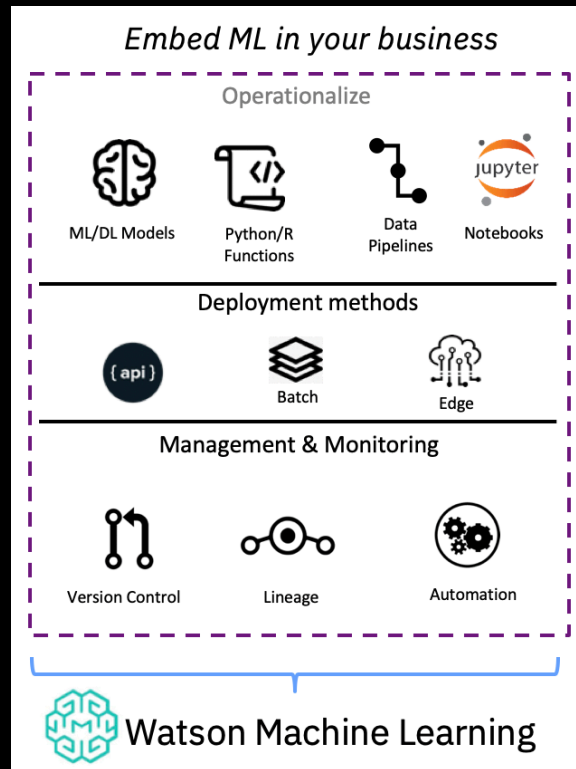 Embed ML in your business
Operationalize
</>
jupyter
ML/DL Models
Python/R
Functions
Data
Pipelines
Notebooks
Deployment methods
{ api }
Batch
Edge
Management & Monitoring
Version Control
Lineage
Automation
Watson Machine Learning